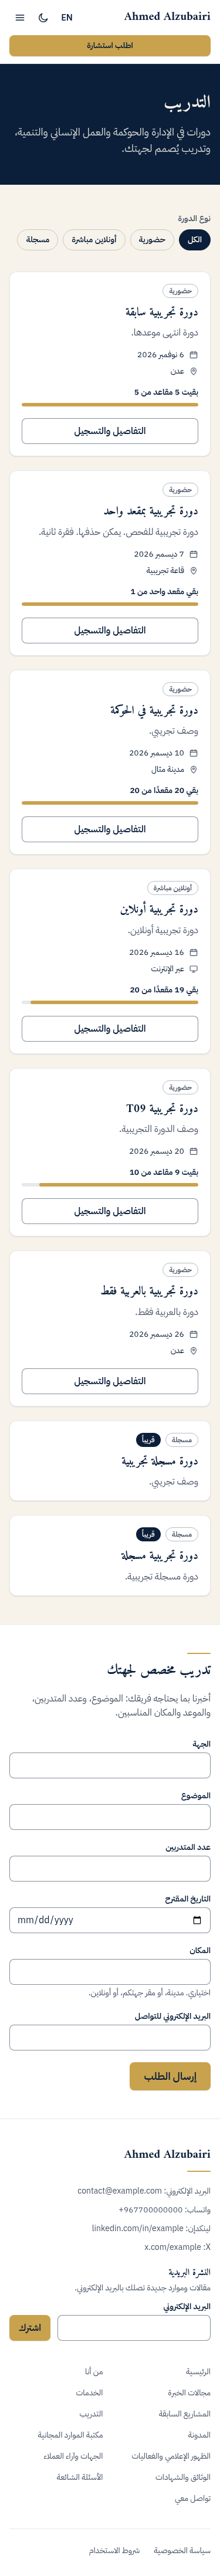 Ahmed Alzubairi
EN
اطلب استشارة
التدريب
دورات في الإدارة والحوكمة والعمل الإنساني والتنمية،
وتدريب يُصمم لجهتك.
نوع الدورة
الكل
حضورية
أونلاين مباشرة
مسجلة
حضورية
دورة تجريبية سابقة
دورة انتهى موعدها.
6 نوفمبر 2026
عدن
بقيت 5 مقاعد من 5
التفاصيل والتسجيل
حضورية
دورة تجريبية بمقعد واحد
دورة تجريبية للفحص. يمكن حذفها. فقرة ثانية.
7 ديسمبر 2026
قاعة تجريبية
بقي مقعد واحد من 1
التفاصيل والتسجيل
حضورية
دورة تجريبية في الحوكمة
وصف تجريبي.
10 ديسمبر 2026
مدينة مثال
بقي 20 مقعدًا من 20
التفاصيل والتسجيل
أونلاين مباشرة
دورة تجريبية أونلاين
دورة تجريبية أونلاين.
16 ديسمبر 2026
عبر الإنترنت
بقي 19 مقعدًا من 20
التفاصيل والتسجيل
حضورية
دورة تجريبية T09
وصف الدورة التجريبية.
20 ديسمبر 2026
بقيت 9 مقاعد من 10
التفاصيل والتسجيل
حضورية
دورة تجريبية بالعربية فقط
دورة بالعربية فقط.
26 ديسمبر 2026
عدن
التفاصيل والتسجيل
مسجلة
قريباً
دورة مسجلة تجريبية
وصف تجريبي.
مسجلة
قريباً
دورة تجريبية مسجلة
دورة مسجلة تجريبية.
تدريب مخصص لجهتك
أخبرنا بما يحتاجه فريقك: الموضوع، وعدد المتدربين،
والموعد والمكان المناسبين.
الجهة
الموضوع
عدد المتدربين
التاريخ المقترح
mm/dd/yyyy
المكان
اختياري. مدينة، أو مقر جهتكم، أو أونلاين.
البريد الإلكتروني للتواصل
إرسال الطلب
Ahmed Alzubairi
البريد الإلكتروني: contact@example.com
واتساب: 967700000000+
لينكدإن: linkedin.com/in/example
X: x.com/example
النشرة البريدية
مقالات وموارد جديدة تصلك بالبريد الإلكتروني.
البريد الإلكتروني
اشترك
الرئيسية
من أنا
مجالات الخبرة
الخدمات
المشاريع السابقة
التدريب
المدونة
مكتبة الموارد المجانية
الظهور الإعلامي والفعاليات
الجهات وآراء العملاء
الوثائق والشهادات
الأسئلة الشائعة
تواصل معي
سياسة الخصوصية
شروط الاستخدام